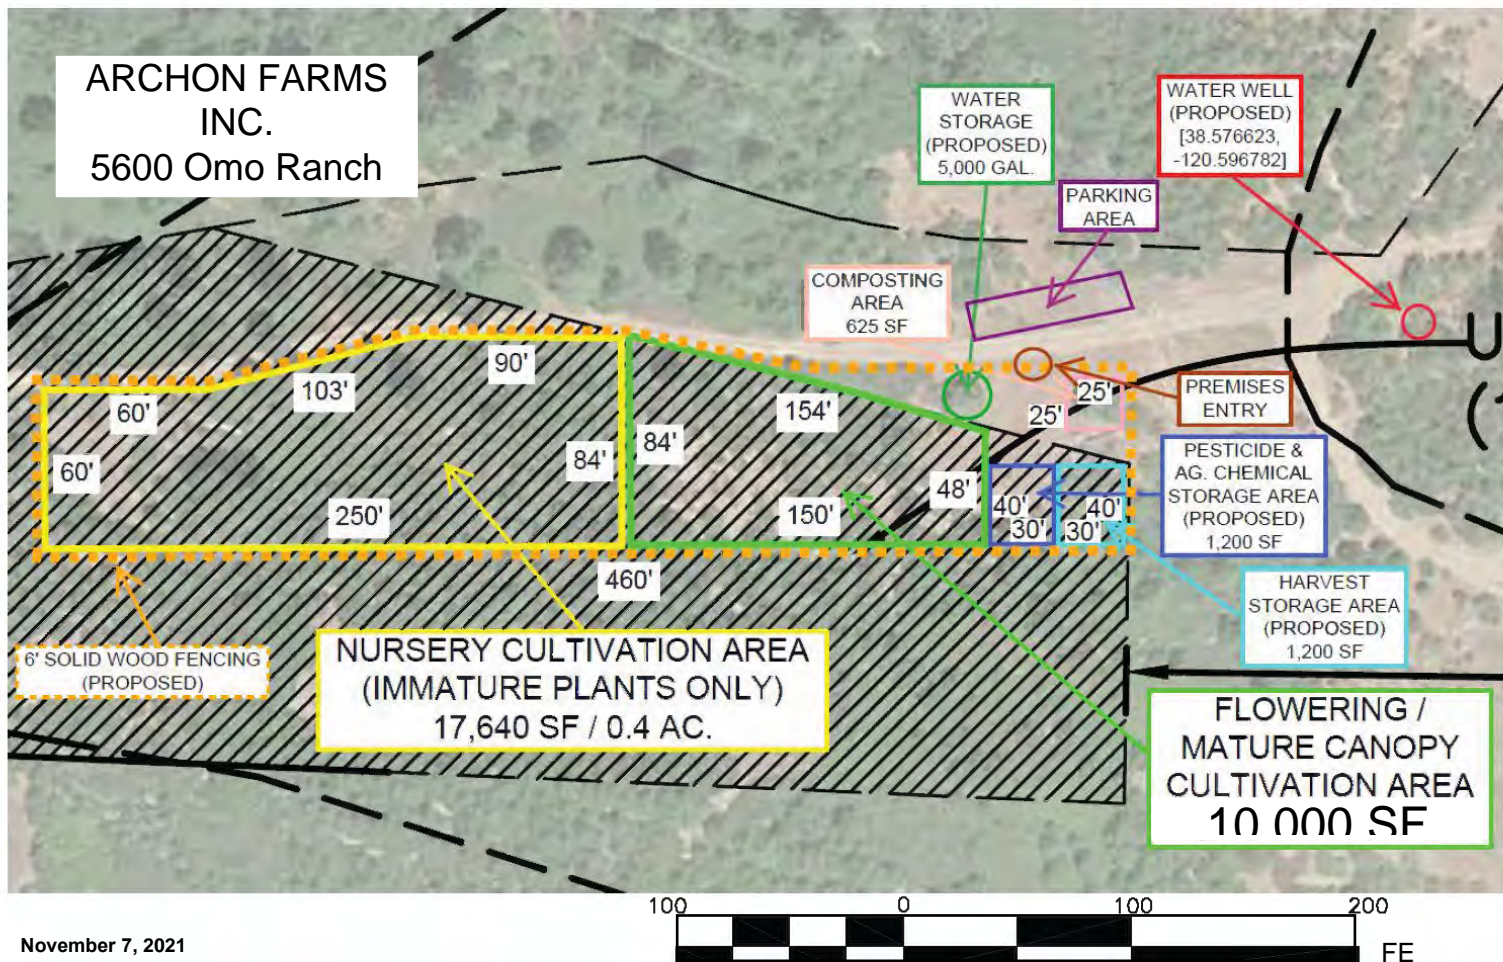 ARCHON FARMS
INC.
5600 Omo Ranch
WATER
STORAGE
(PROPOSED)
5,000 GAL.
WATER WELL
(PROPOSED)
[38.576623,
-120.596782]
PARKING
AREA
COMPOSTING
AREA
625 SF
PREMISES
ENTRY
60'
103'
90'
154'
25'
25'
60'
84'
84'
48'
250'
150'
40'
30'
40'
30'
460'
PESTICIDE &
AG. CHEMICAL
STORAGE AREA
(PROPOSED)
1,200 SF
HARVEST
STORAGE AREA
(PROPOSED)
1,200 SF
6' SOLID WOOD FENCING
(PROPOSED)
NURSERY CULTIVATION AREA
(IMMATURE PLANTS ONLY)
17,640 SF / 0.4 AC.
FLOWERING /
MATURE CANOPY
CULTIVATION AREA
10,000 SF
100 0 100 200
FE
November 7, 2021